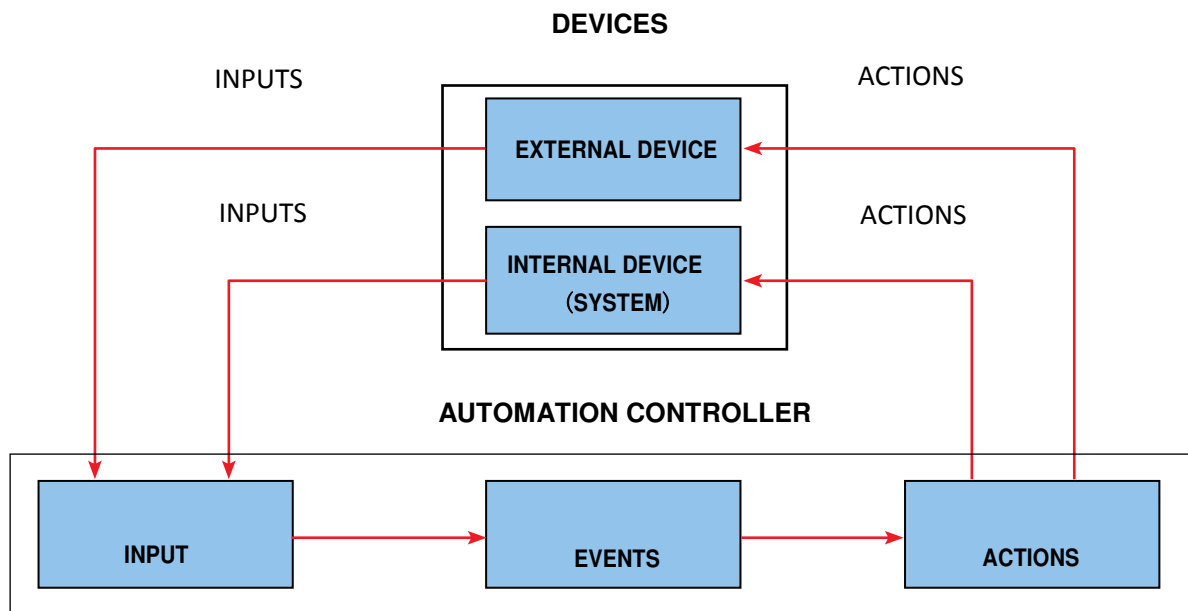 DEVICES
INPUTS
ACTIONS
EXTERNAL DEVICE
INPUTS
ACTIONS
INTERNAL DEVICE
(SYSTEM)
AUTOMATION CONTROLLER
INPUT
EVENTS
ACTIONS